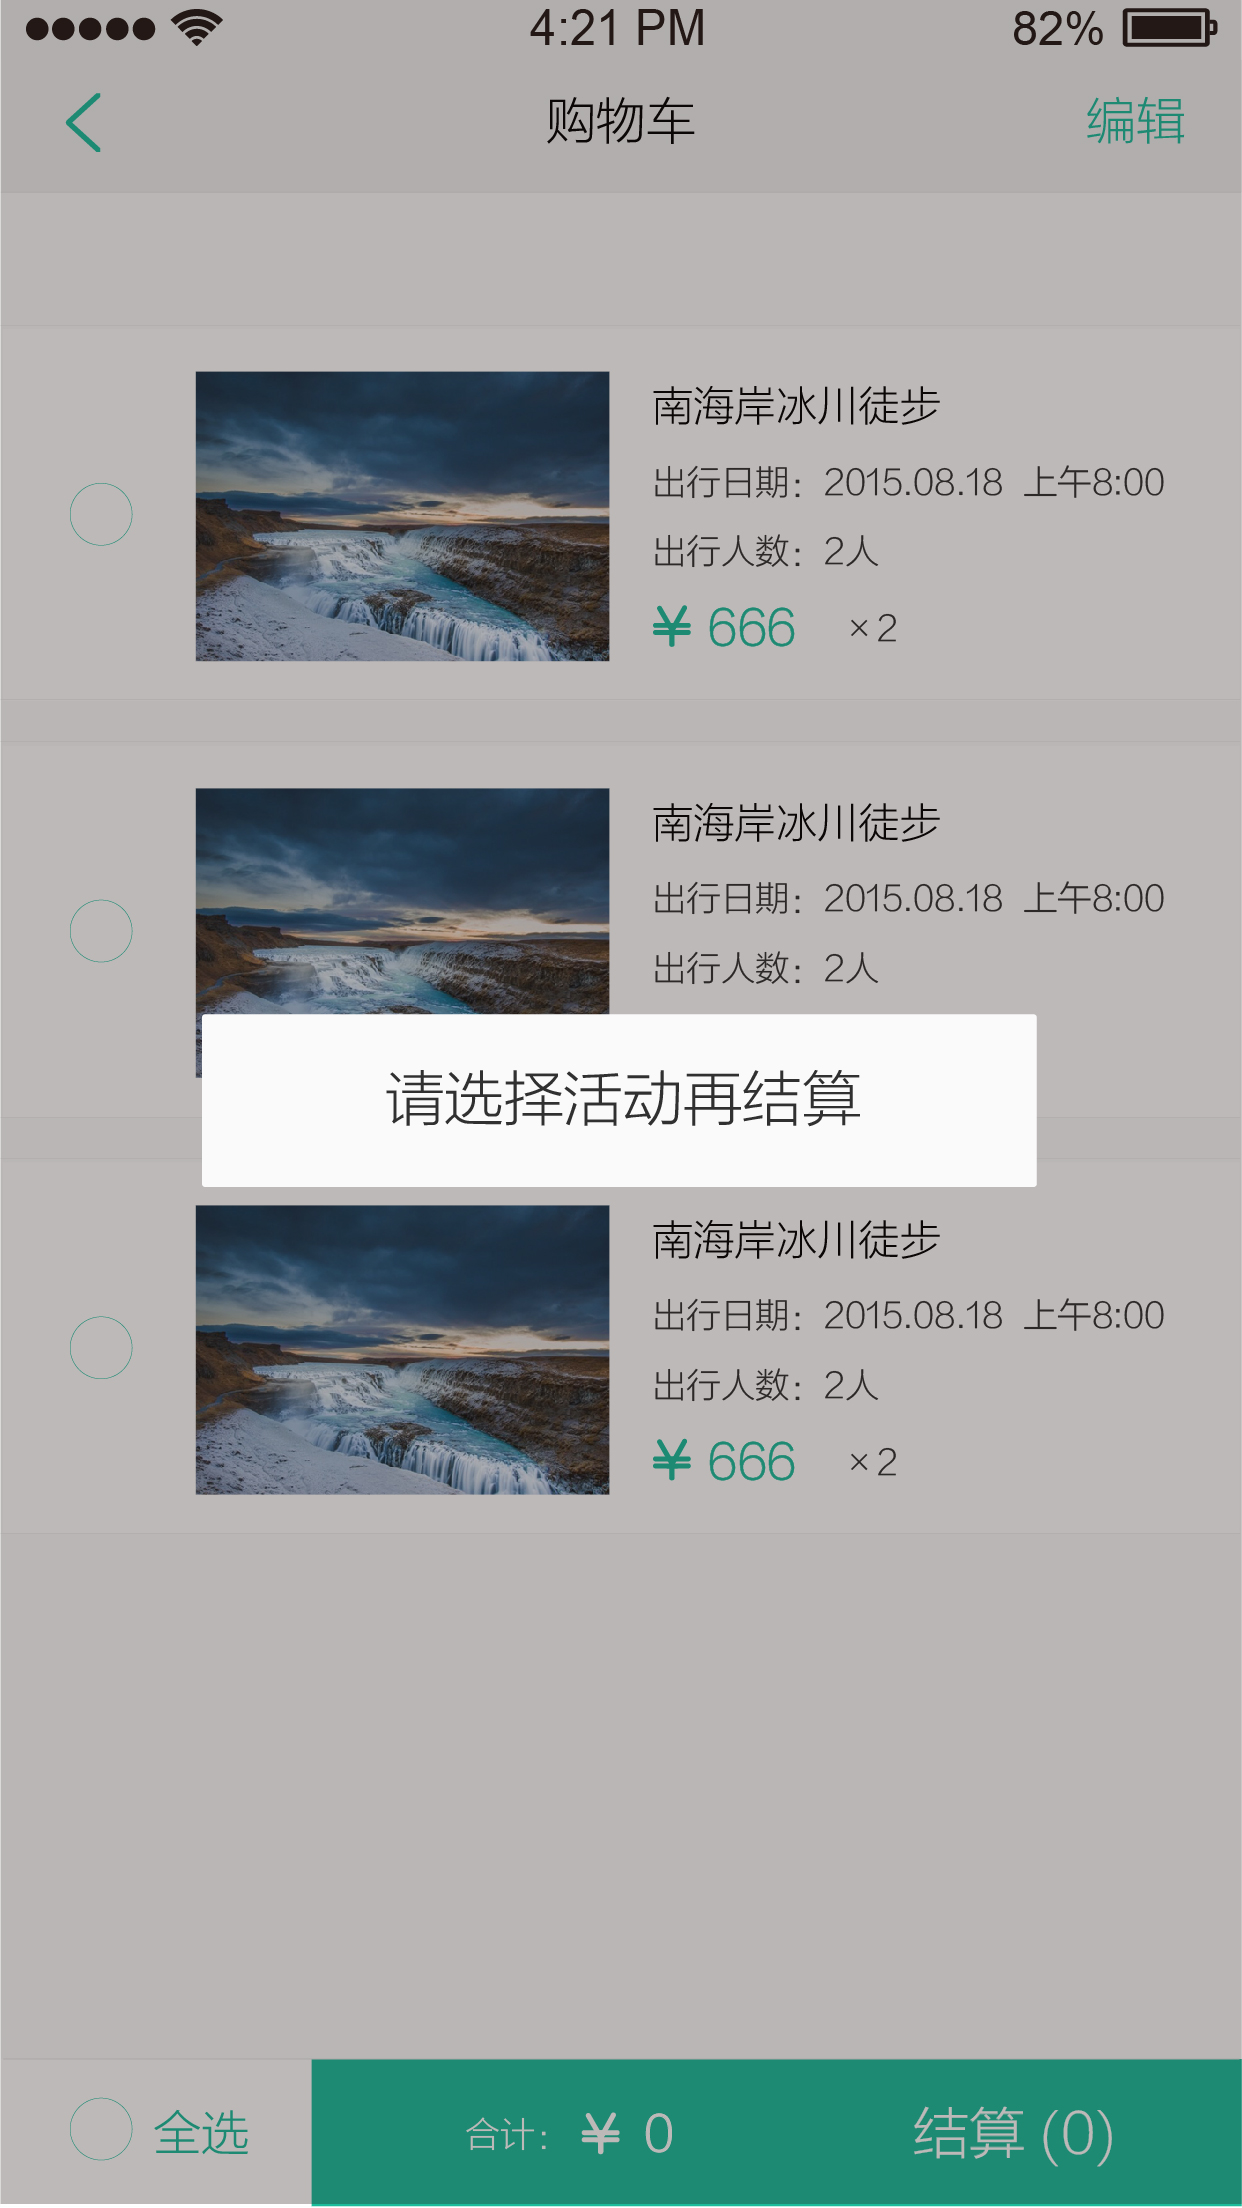 4:21 PM 82%
购物车 编辑
南海岸冰川徒步
出行日期：2015.08.18 上午8:00
出行人数：2人
¥ 666 ×2
南海岸冰川徒步
出行日期：2015.08.18 上午8:00
出行人数：2人
请选择活动再结算
南海岸冰川徒步
出行日期：2015.08.18 上午8:00
出行人数：2人
¥ 666 ×2
全选 合计：¥ 0 结算 (0)